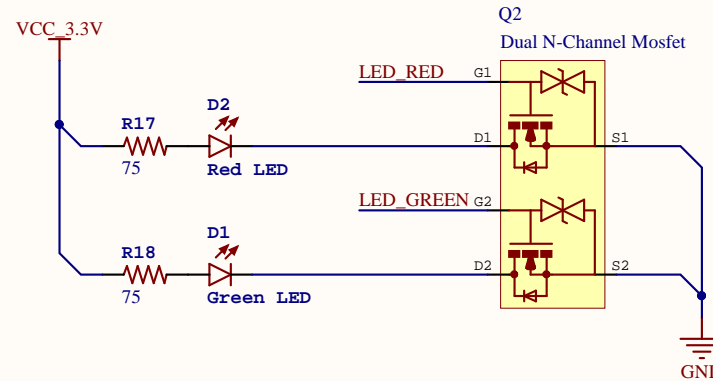 Q2
Dual N-Channel Mosfet
VCC_3.3V
LED_RED
G1
D2
R17
D1
S1
75
Red LED
LED_GREEN
G2
D1
R18
D2
S2
75
Green LED
GND